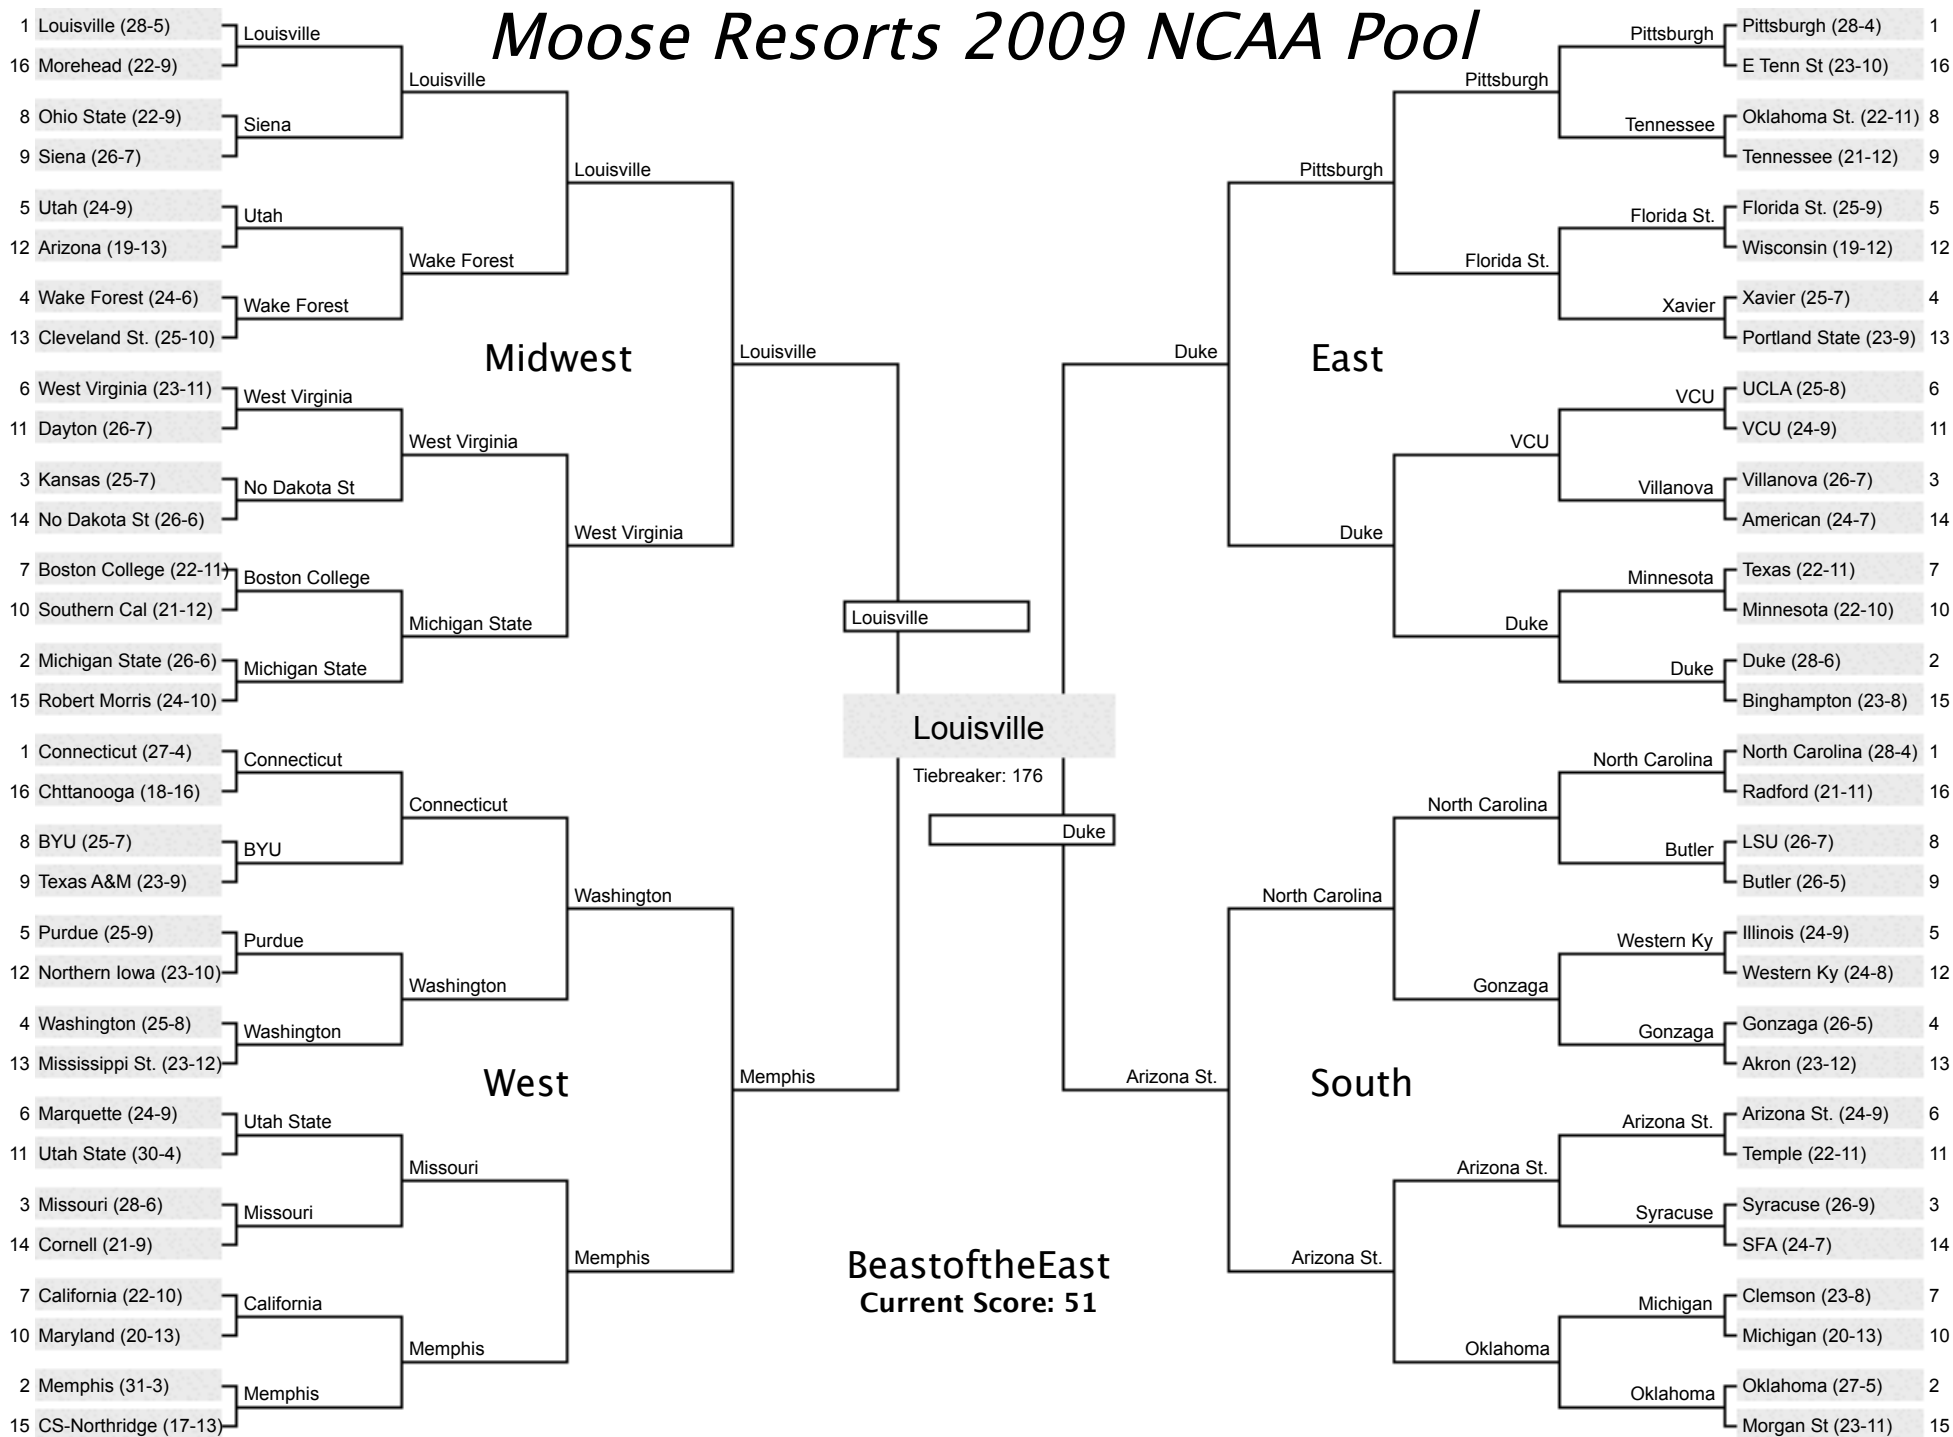 Moose Resorts 2009 NCAA Pool
1 Louisville (28-5)
16 Morehead (22-9)
8 Ohio State (22-9)
9 Siena (26-7)
5 Utah (24-9)
12 Arizona (19-13)
4 Wake Forest (24-6)
13 Cleveland St. (25-10)
6 West Virginia (23-11)
11 Dayton (26-7)
3 Kansas (25-7)
14 No Dakota St (26-6)
7 Boston College (22-11)
10 Southern Cal (21-12)
2 Michigan State (26-6)
15 Robert Morris (24-10)
Louisville
Siena
Utah
Wake Forest
West Virginia
No Dakota St
Boston College
Michigan State
Louisville
Wake Forest
West Virginia
Michigan State
Louisville
West Virginia
Louisville
Midwest
1 Connecticut (27-4)
16 Chttanooga (18-16)
8 BYU (25-7)
9 Texas A&M (23-9)
5 Purdue (25-9)
12 Northern Iowa (23-10)
4 Washington (25-8)
13 Mississippi St. (23-12)
6 Marquette (24-9)
11 Utah State (30-4)
3 Missouri (28-6)
14 Cornell (21-9)
7 California (22-10)
10 Maryland (20-13)
2 Memphis (31-3)
15 CS-Northridge (17-13)
Connecticut
BYU
Purdue
Washington
Utah State
Missouri
California
Memphis
Connecticut
Washington
Missouri
Memphis
Washington
Memphis
Memphis
West
Louisville
Louisville
Tiebreaker: 176
Duke
BeastoftheEast
Current Score: 51
Pittsburgh (28-4) 1
E Tenn St (23-10) 16
Oklahoma St. (22-11) 8
Tennessee (21-12) 9
Florida St. (25-9) 5
Wisconsin (19-12) 12
Xavier (25-7) 4
Portland State (23-9) 13
UCLA (25-8) 6
VCU (24-9) 11
Villanova (26-7) 3
American (24-7) 14
Texas (22-11) 7
Minnesota (22-10) 10
Duke (28-6) 2
Binghampton (23-8) 15
Pittsburgh
Tennessee
Florida St.
Xavier
VCU
Villanova
Minnesota
Duke
Pittsburgh
Florida St.
VCU
Duke
Pittsburgh
Duke
Duke
East
North Carolina (28-4) 1
Radford (21-11) 16
LSU (26-7) 8
Butler (26-5) 9
Illinois (24-9) 5
Western Ky (24-8) 12
Gonzaga (26-5) 4
Akron (23-12) 13
Arizona St. (24-9) 6
Temple (22-11) 11
Syracuse (26-9) 3
SFA (24-7) 14
Clemson (23-8) 7
Michigan (20-13) 10
Oklahoma (27-5) 2
Morgan St (23-11) 15
North Carolina
Butler
Western Ky
Gonzaga
Arizona St.
Syracuse
Michigan
Oklahoma
North Carolina
Gonzaga
Arizona St.
Oklahoma
North Carolina
Arizona St.
Arizona St.
South